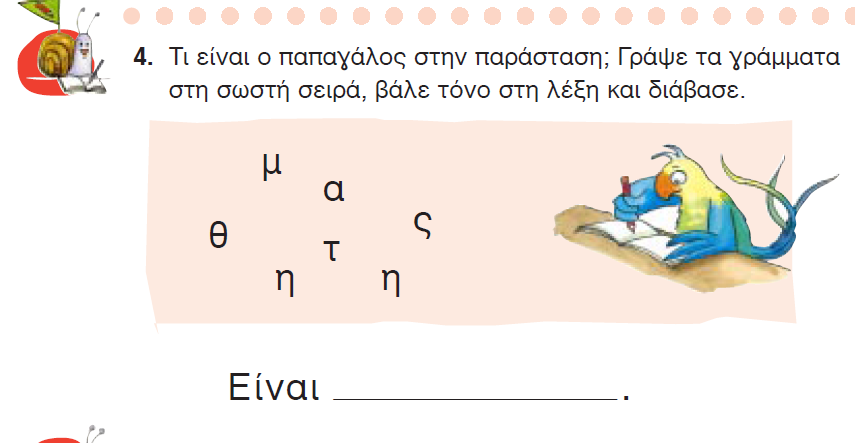 4. Τι είναι ο παπαγάλος στην παράσταση; Γράψε τα γράμματα
στη σωστή σειρά, βάλε τόνο στη λέξη και διάβασε.
μ
α
θ
ς
τ
η
η
Είναι ____________________.